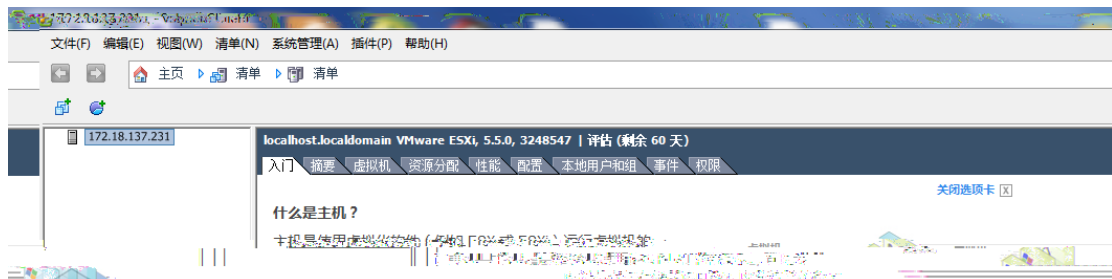 文件(F) 编辑(E) 视图(W) 清单(N) 系统管理(A) 插件(P) 帮助(H)
主页 清单 清单
172.18.137.231
localhost.localdomain VMware ESXi, 5.5.0, 3248547 | 评估 (剩余 60 天)
入门 摘要 虚拟机 资源分配 性能 配置 本地用户和组 事件 权限
关闭选项卡 X
什么是主机？